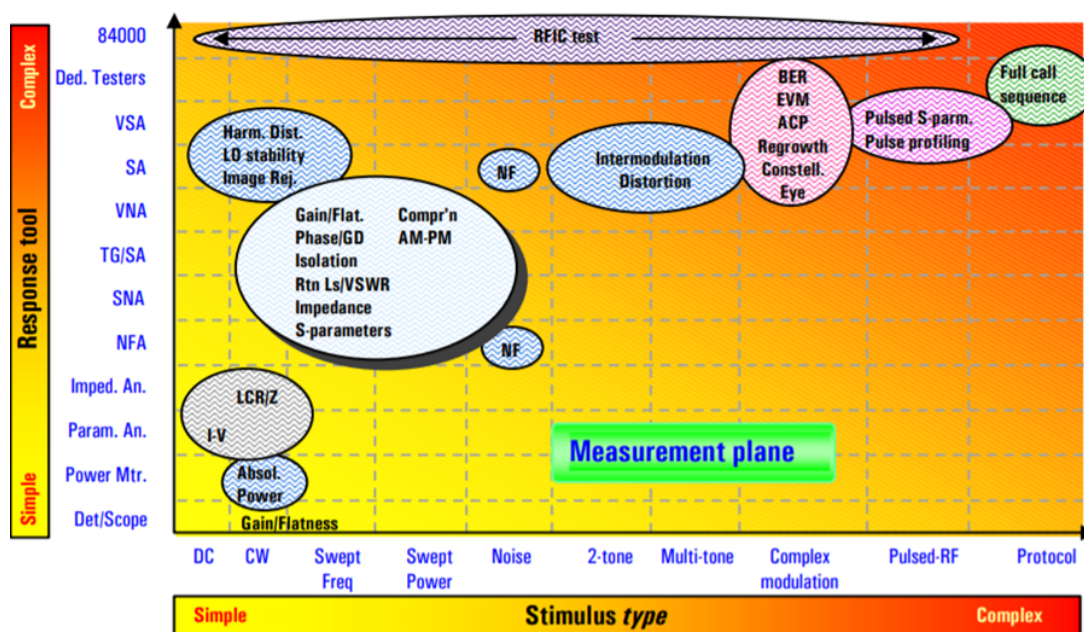 Complex
Response tool
Simple
84000
Ded. Testers
VSA
SA
VNA
TG/SA
SNA
NFA
Imped. An.
Param. An.
Power Mtr.
Det/Scope
RFIC test
Full call
sequence
BER
EVM
ACP
Regrowth
Constell.
Eye
Pulsed S-parm.
Pulse profiling
Harm. Dist.
LO stability
Image Rej.
NF
Intermodulation
Distortion
Gain/Flat.
Phase/GD
Isolation
Rtn Ls/VSWR
Impedance
S-parameters
Compr'n
AM-PM
NF
LCR/Z
I-V
Absol.
Power
Gain/Flatness
Measurement plane
DC
CW
Swept
Freq
Swept
Power
Noise
2-tone
Multi-tone
Complex
modulation
Pulsed-RF
Protocol
Simple
Stimulus type
Complex